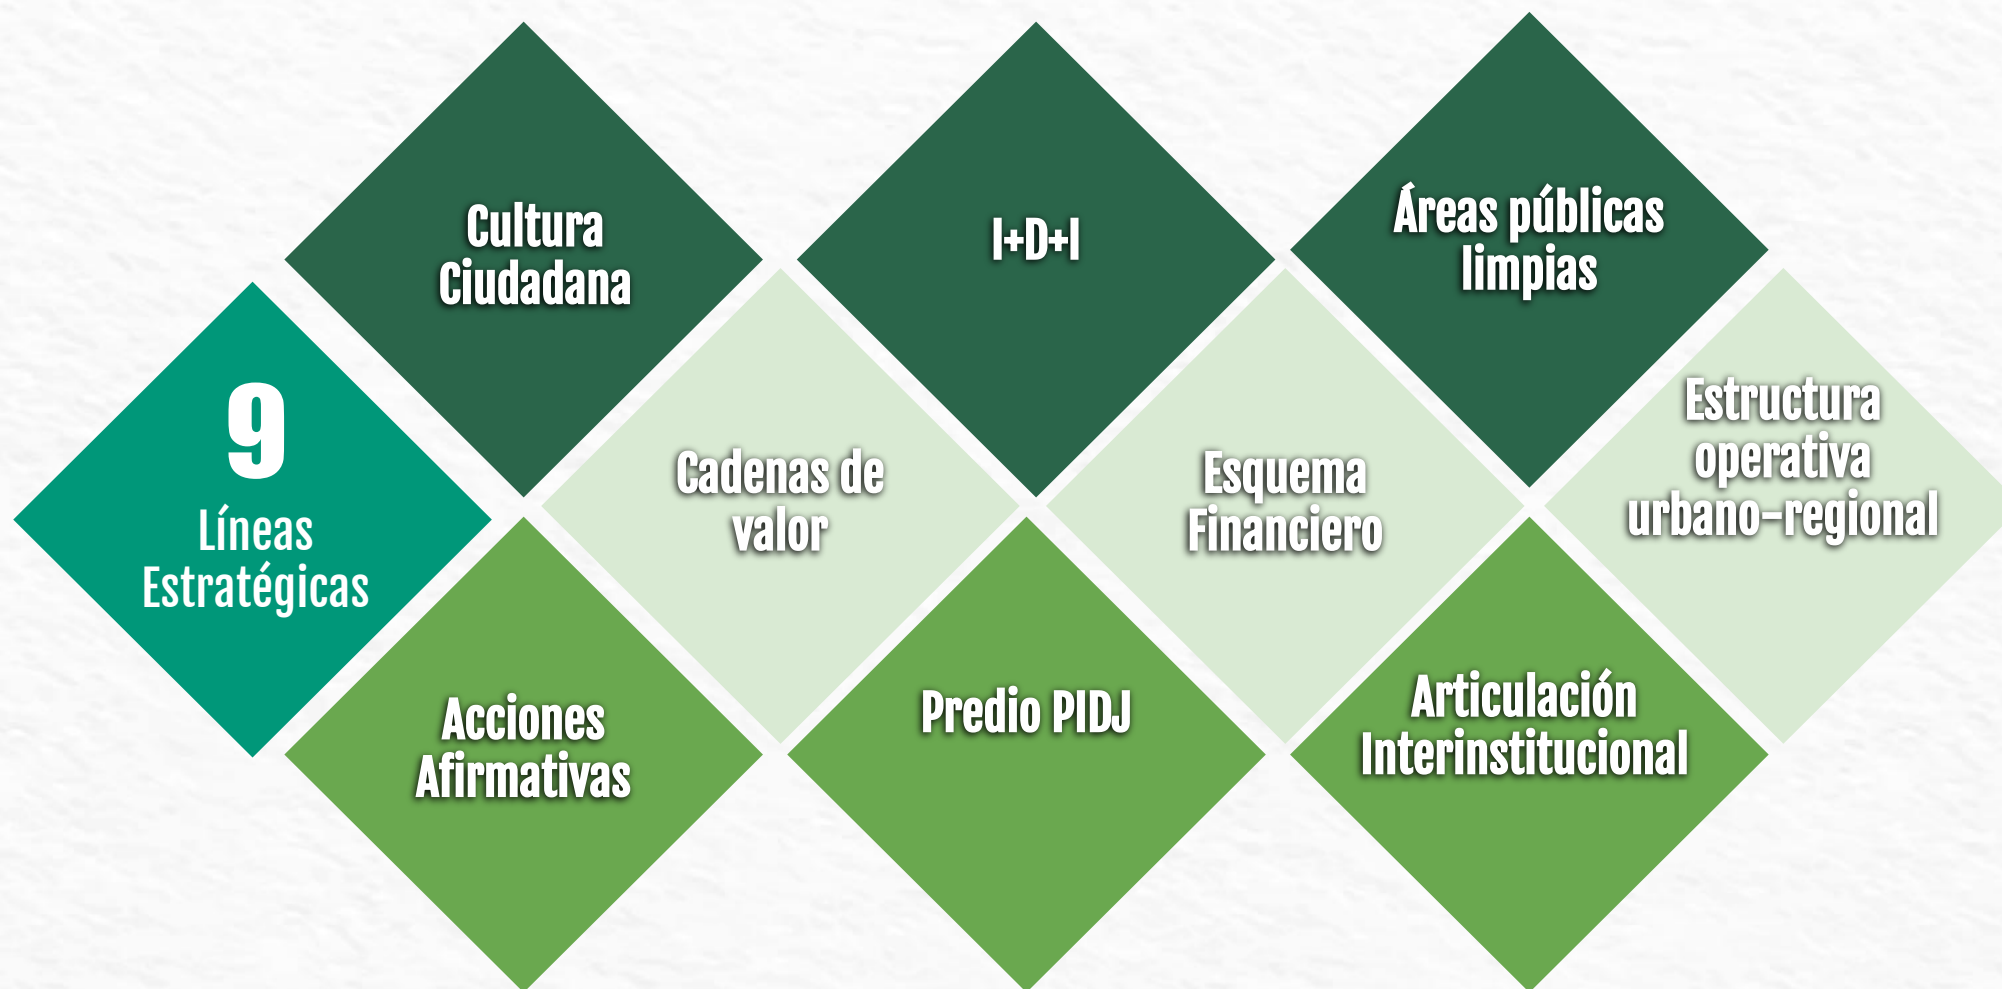 9
Líneas
Estratégicas
Cultura
Ciudadana
I+D+I
Áreas públicas
limpias
Cadenas de
valor
Esquema
Financiero
Estructura
operativa
urbano-regional
Acciones
Afirmativas
Predio PIDJ
Articulación
Interinstitucional